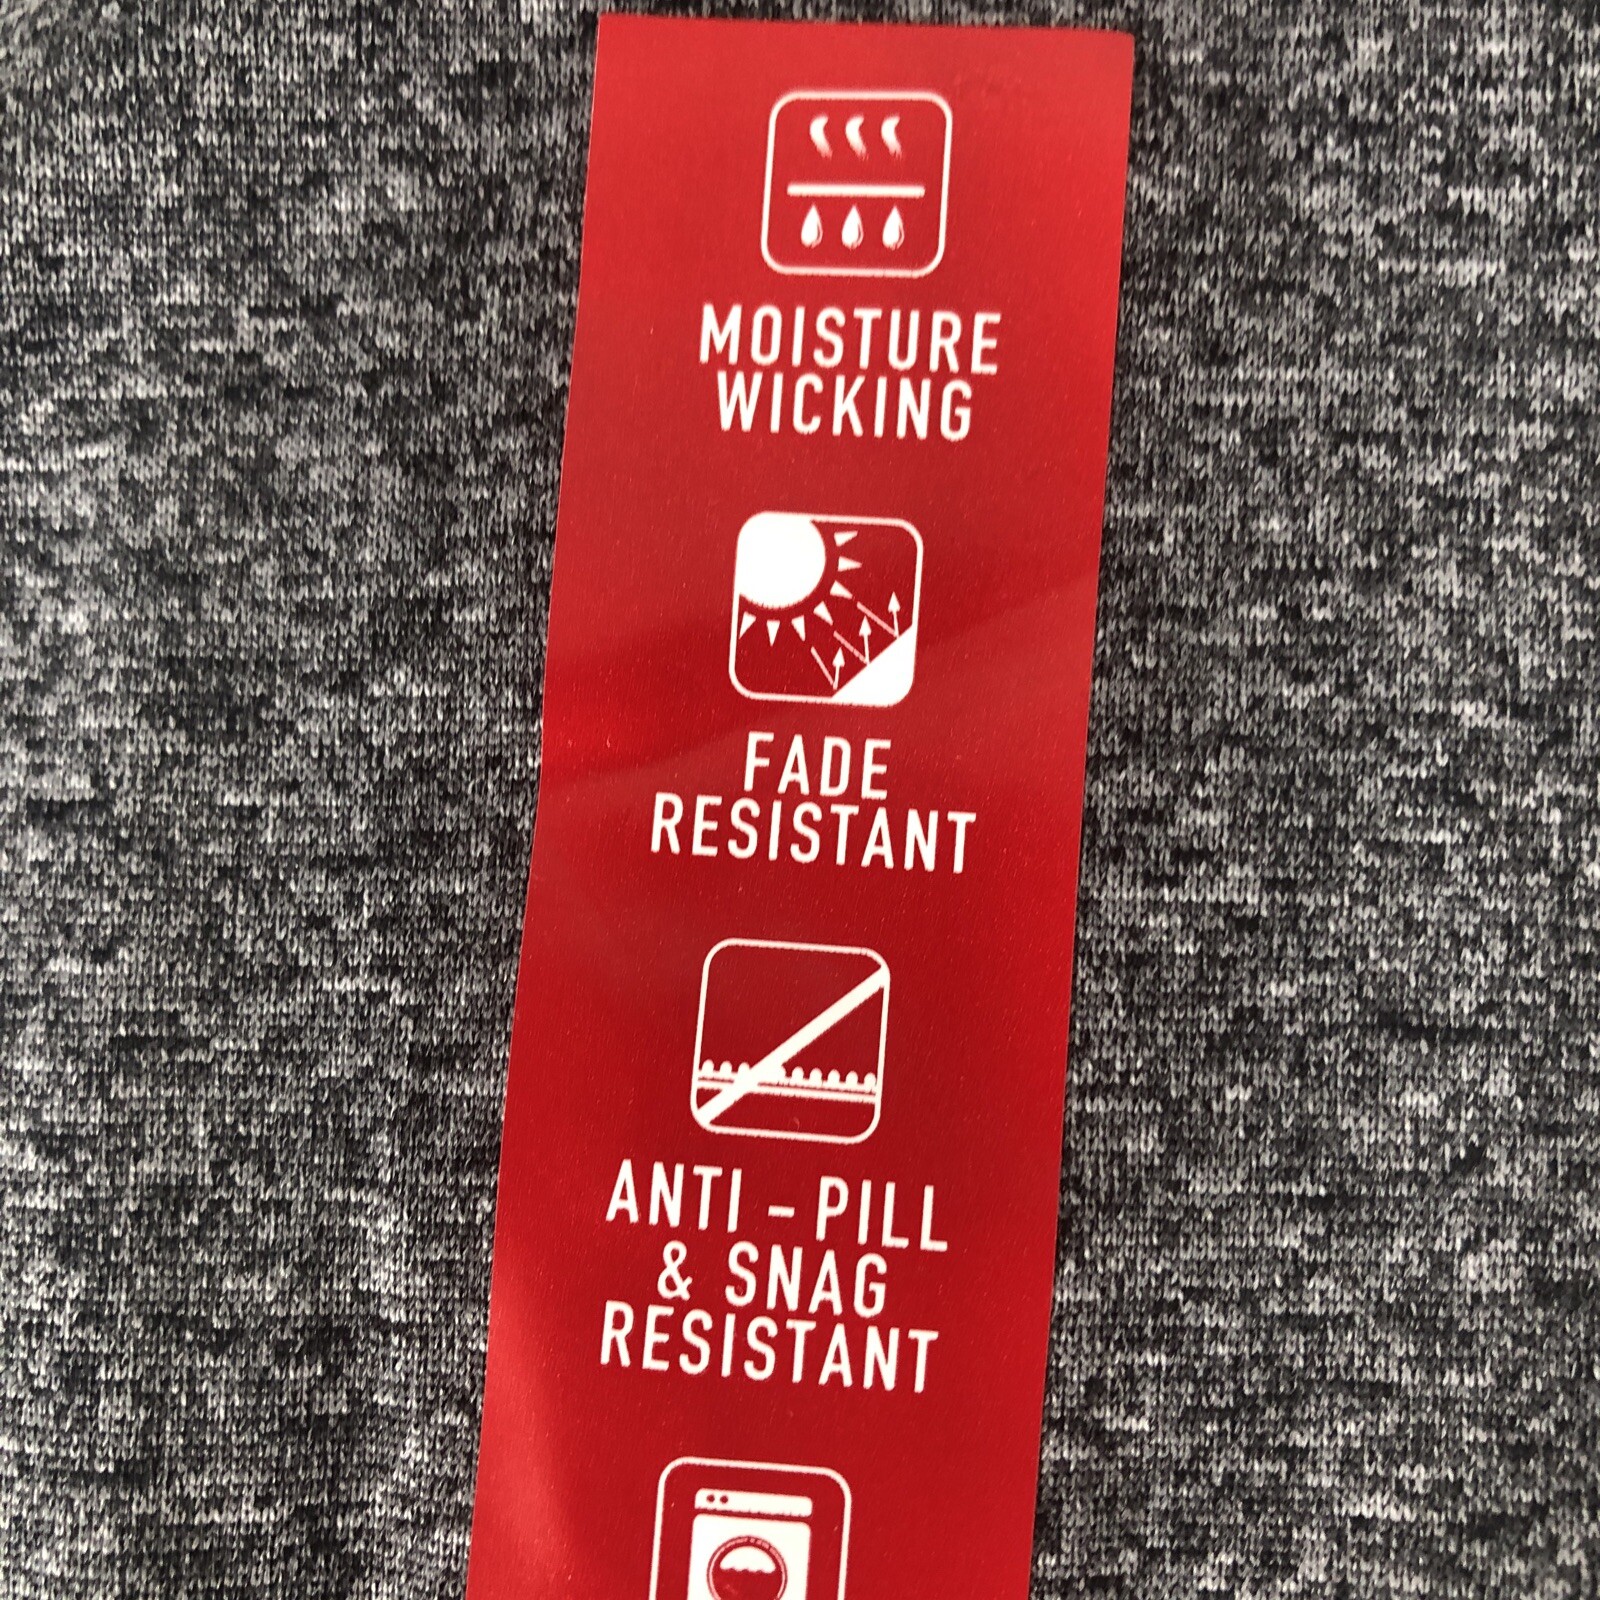 MOISTURE
WICKING
FADE
RESISTANT
ANTI - PILL
& SNAG
RESISTANT